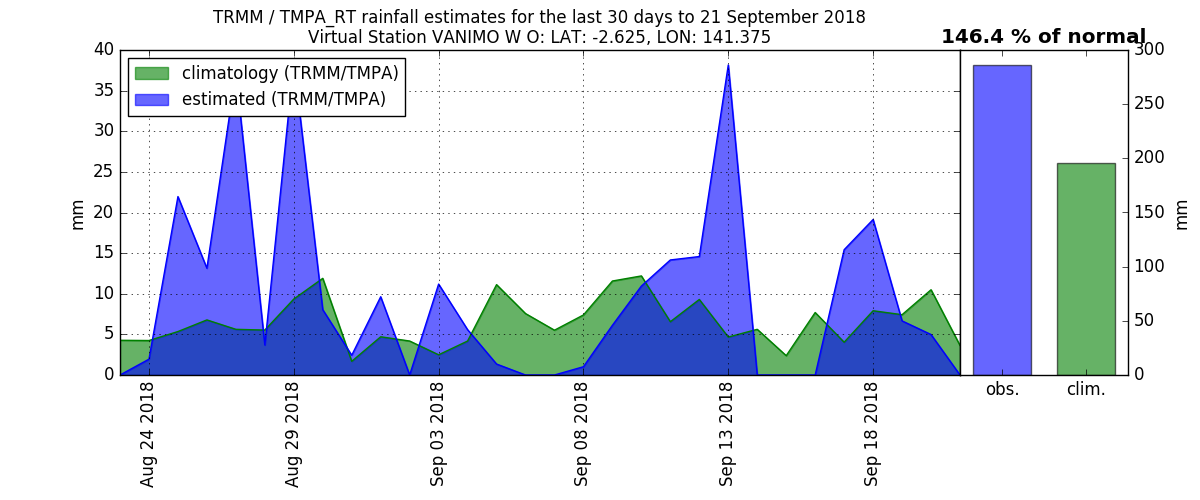 TRMM / TMPA_RT rainfall estimates for the last 30 days to 21 September 2018
Virtual Station VANIMO W O: LAT: -2.625, LON: 141.375
146.4 % of normal
climatology (TRMM/TMPA)
estimated (TRMM/TMPA)
40
35
30
25
20
15
10
5
0
mm
Aug 24 2018
Aug 29 2018
Sep 03 2018
Sep 08 2018
Sep 13 2018
Sep 18 2018
obs.
clim.
300
250
200
150
100
50
0
mm